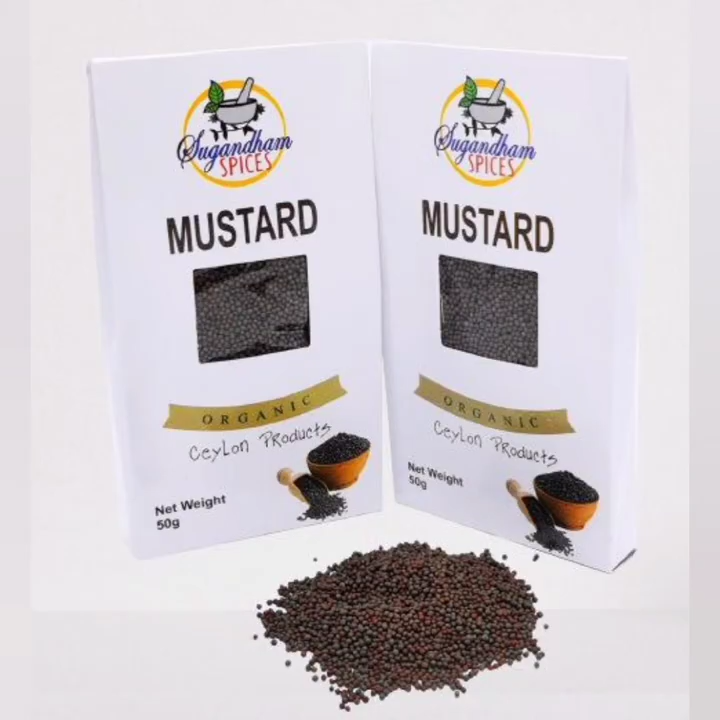 Sugandham
SPICES
MUSTARD
ORGANIC
Ceylon Products
Net Weight
50g
Sugandham
SPICES
MUSTARD
ORGANIC
Ceylon Products
Net Weight
50g